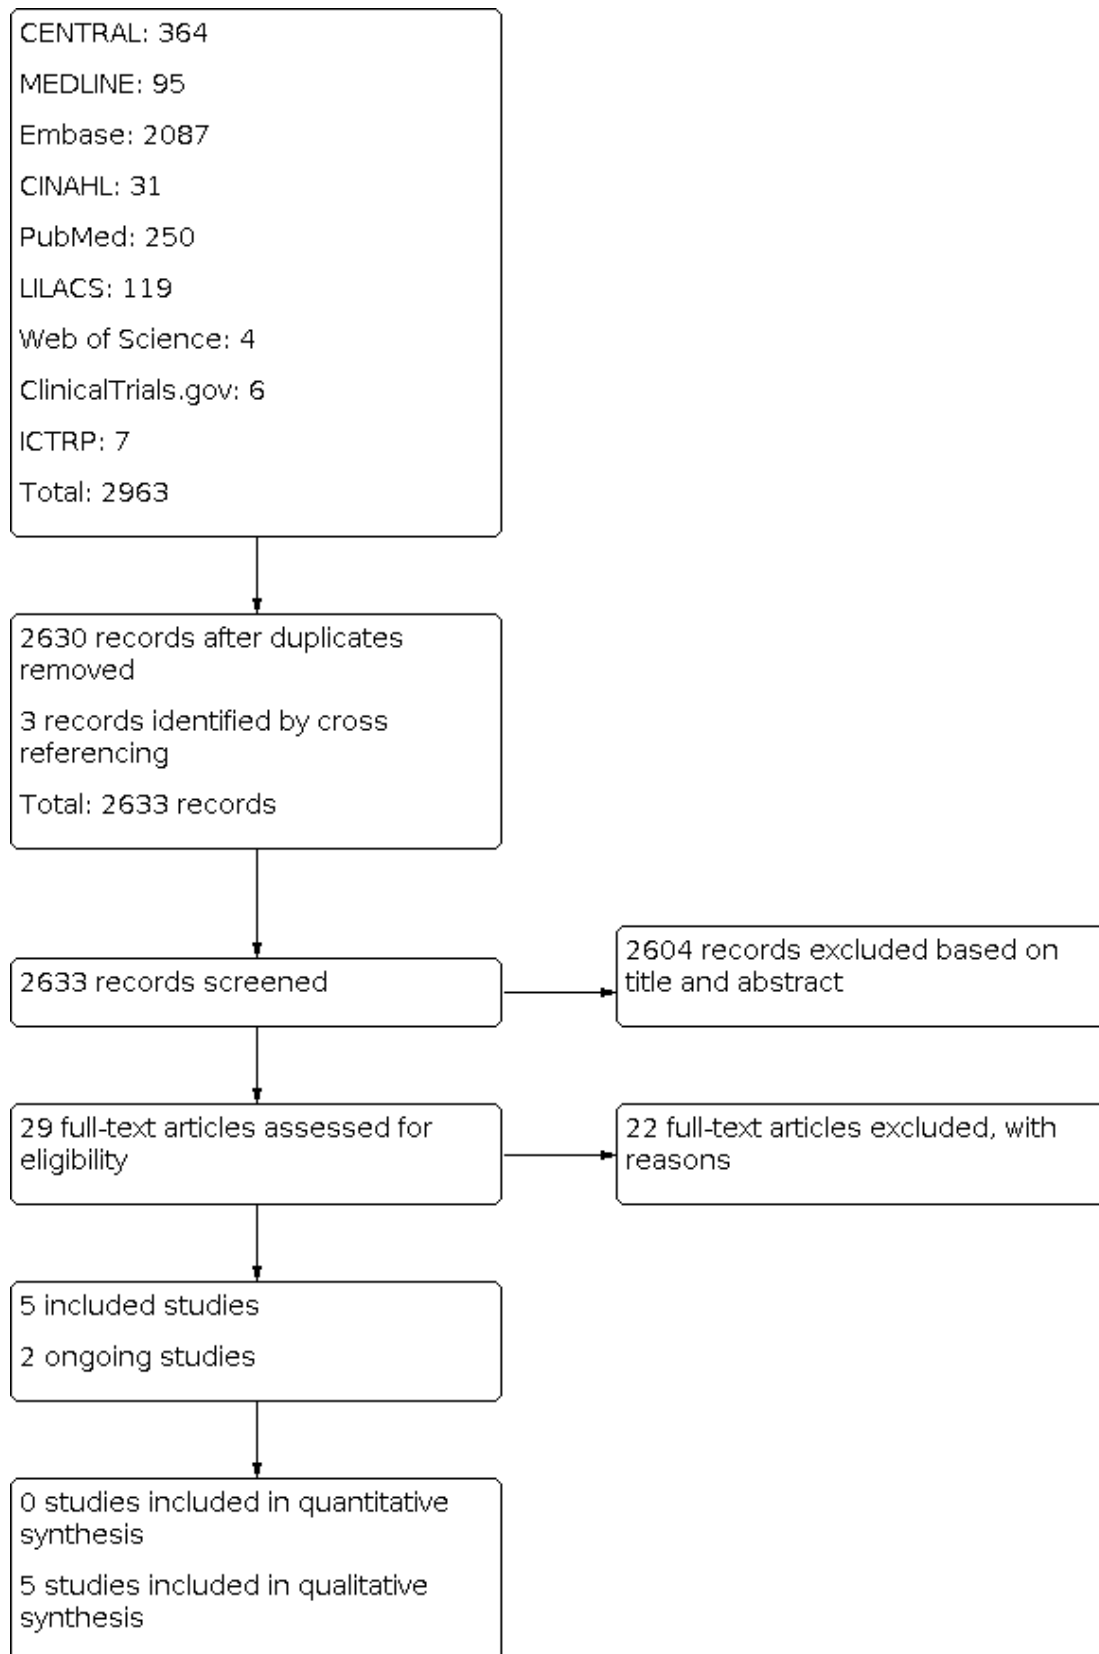 CENTRAL: 364
MEDLINE: 95
Embase: 2087
CINAHL: 31
PubMed: 250
LILACS: 119
Web of Science: 4
ClinicalTrials.gov: 6
ICTRP: 7
Total: 2963
2630 records after duplicates
removed
3 records identified by cross
referencing
Total: 2633 records
2633 records screened
2604 records excluded based on
title and abstract
29 full-text articles assessed for
eligibility
22 full-text articles excluded, with
reasons
5 included studies
2 ongoing studies
0 studies included in quantitative
synthesis
5 studies included in qualitative
synthesis